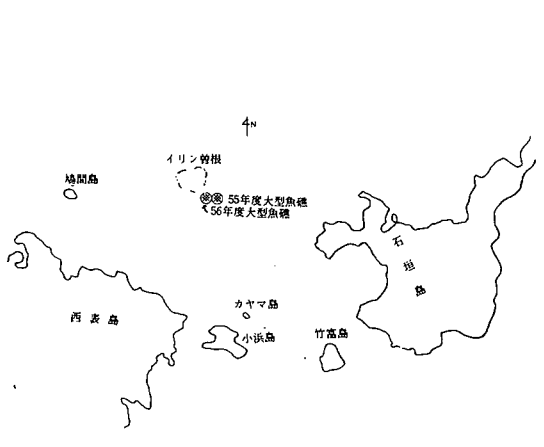 N
イリン曽根
鳩間島
55年度大型魚礁
56年度大型魚礁
石垣島
カヤマ島
西表島
小浜島
竹富島